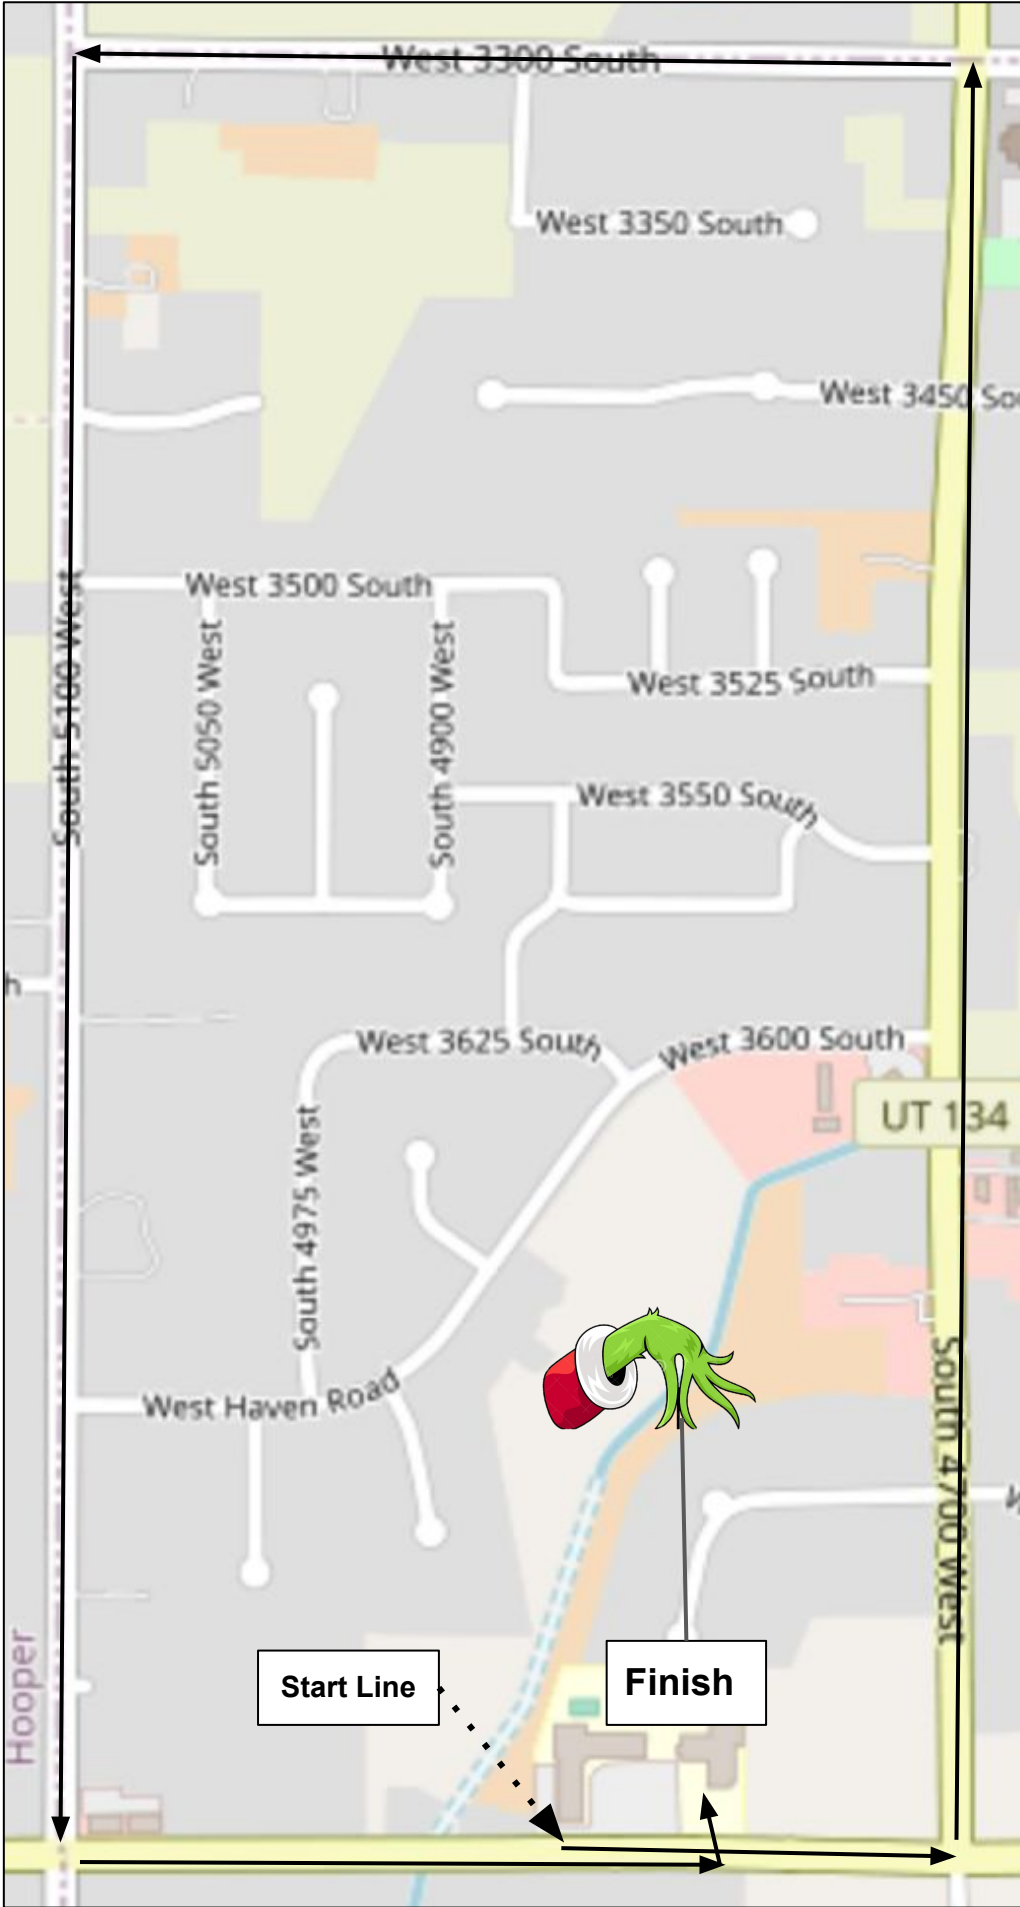 West 3300 South
West 3350 South
West 3450 Sou
South 5100 West
West 3500 South
South 5050 West
South 4900 West
West 3525 South
West 3550 South
h
West 3625 South
West 3600 South
UT 134
South 4975 West
West Haven Road
South 4700 West
Hooper
Start Line
Finish